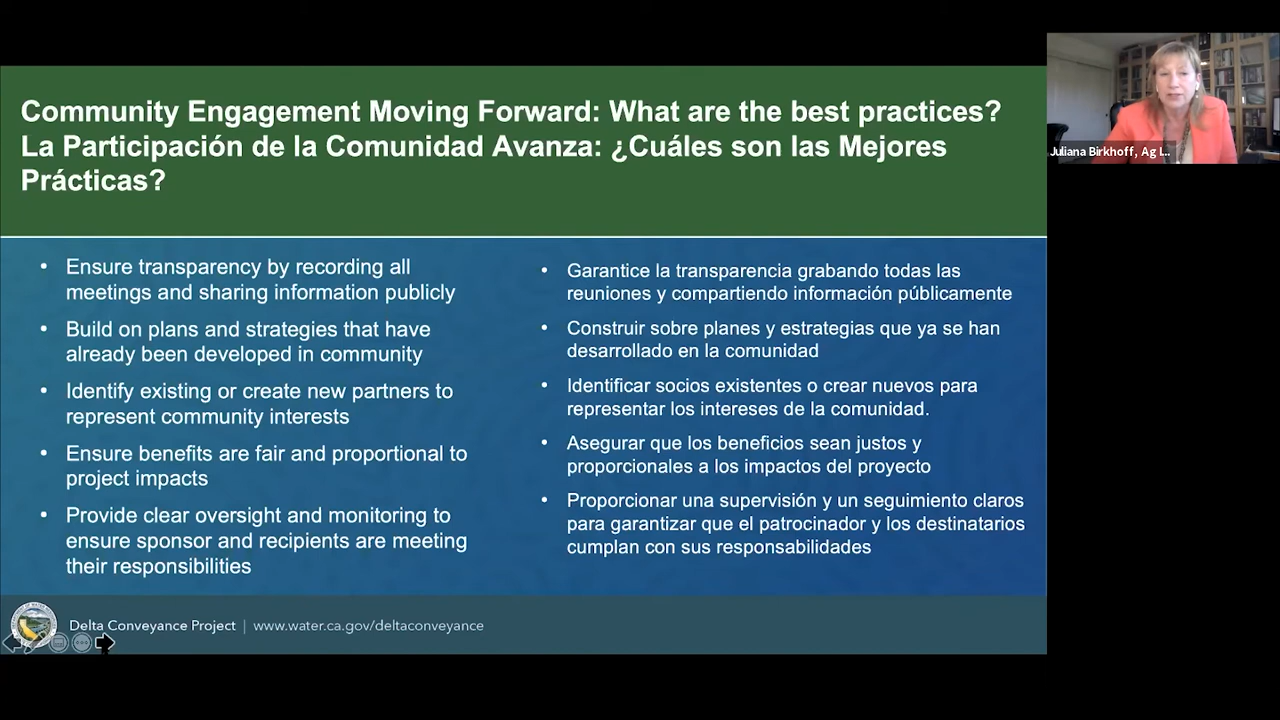 Community Engagement Moving Forward: What are the best practices?
La Participación de la Comunidad Avanza: ¿Cuáles son las Mejores
Prácticas?
• Ensure transparency by recording all
meetings and sharing information publicly
• Build on plans and strategies that have
already been developed in community
• Identify existing or create new partners to
represent community interests
• Ensure benefits are fair and proportional to
project impacts
• Provide clear oversight and monitoring to
ensure sponsor and recipients are meeting
their responsibilities
• Garantice la transparencia grabando todas las
reuniones y compartiendo información públicamente
• Construir sobre planes y estrategias que ya se han
desarrollado en la comunidad
• Identificar socios existentes o crear nuevos para
representar los intereses de la comunidad.
• Asegurar que los beneficios sean justos y
proporcionales a los impactos del proyecto
• Proporcionar una supervisión y un seguimiento claros
para garantizar que el patrocinador y los destinatarios
cumplan con sus responsabilidades
Delta Conveyance Project | www.water.ca.gov/deltaconveyance
Juliana Birkhoff, Ag I...